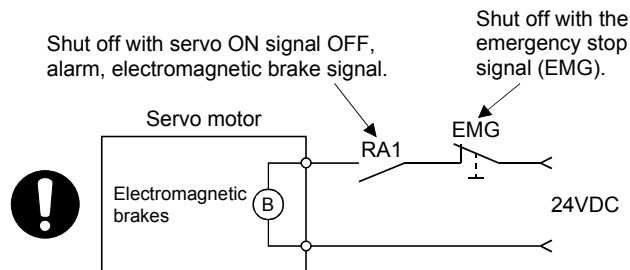 Shut off with the
emergency stop
signal (EMG).
Shut off with servo ON signal OFF,
alarm, electromagnetic brake signal.
Servo motor
EMG
RA1
Electromagnetic
brakes
B
24VDC